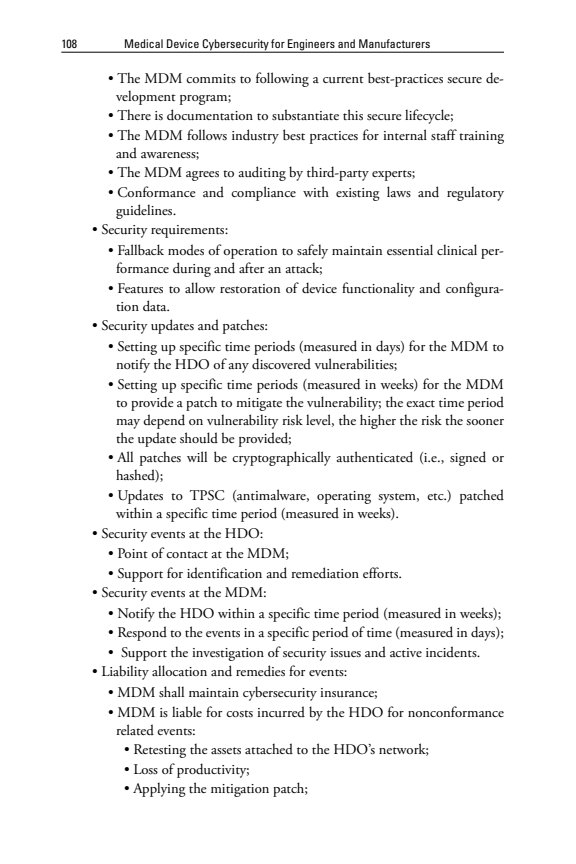 108 Medical Device Cybersecurity for Engineers and Manufacturers
• The MDM commits to following a current best-practices secure de-
velopment program;
• There is documentation to substantiate this secure lifecycle;
• The MDM follows industry best practices for internal staff training
and awareness;
• The MDM agrees to auditing by third-party experts;
• Conformance and compliance with existing laws and regulatory
guidelines.
• Security requirements:
• Fallback modes of operation to safely maintain essential clinical per-
formance during and after an attack;
• Features to allow restoration of device functionality and configura-
tion data.
• Security updates and patches:
• Setting up specific time periods (measured in days) for the MDM to
notify the HDO of any discovered vulnerabilities;
• Setting up specific time periods (measured in weeks) for the MDM
to provide a patch to mitigate the vulnerability; the exact time period
may depend on vulnerability risk level, the higher the risk the sooner
the update should be provided;
• All patches will be cryptographically authenticated (i.e., signed or
hashed);
• Updates to TPSC (antimalware, operating system, etc.) patched
within a specific time period (measured in weeks).
• Security events at the HDO:
• Point of contact at the MDM;
• Support for identification and remediation efforts.
• Security events at the MDM:
• Notify the HDO within a specific time period (measured in weeks);
• Respond to the events in a specific period of time (measured in days);
• Support the investigation of security issues and active incidents.
• Liability allocation and remedies for events:
• MDM shall maintain cybersecurity insurance;
• MDM is liable for costs incurred by the HDO for nonconformance
related events:
• Retesting the assets attached to the HDO's network;
• Loss of productivity;
• Applying the mitigation patch;